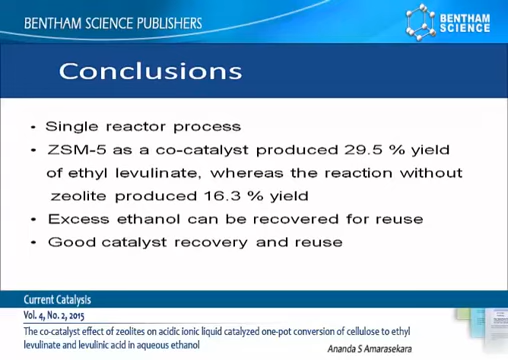 BENTHAM SCIENCE PUBLISHERS
BENTHAM
SCIENCE
Conclusions
• Single reactor process
• ZSM-5 as a co-catalyst produced 29.5 % yield
of ethyl levulinate, whereas the reaction without
zeolite produced 16.3 % yield
• Excess ethanol can be recovered for reuse
• Good catalyst recovery and reuse
Current Catalysis
Vol. 4, No. 2, 2015
The co-catalyst effect of zeolites on acidic ionic liquid catalyzed one-pot conversion of cellulose to ethyl
levulinate and levulinic acid in aqueous ethanol
Ananda S Amarasekara